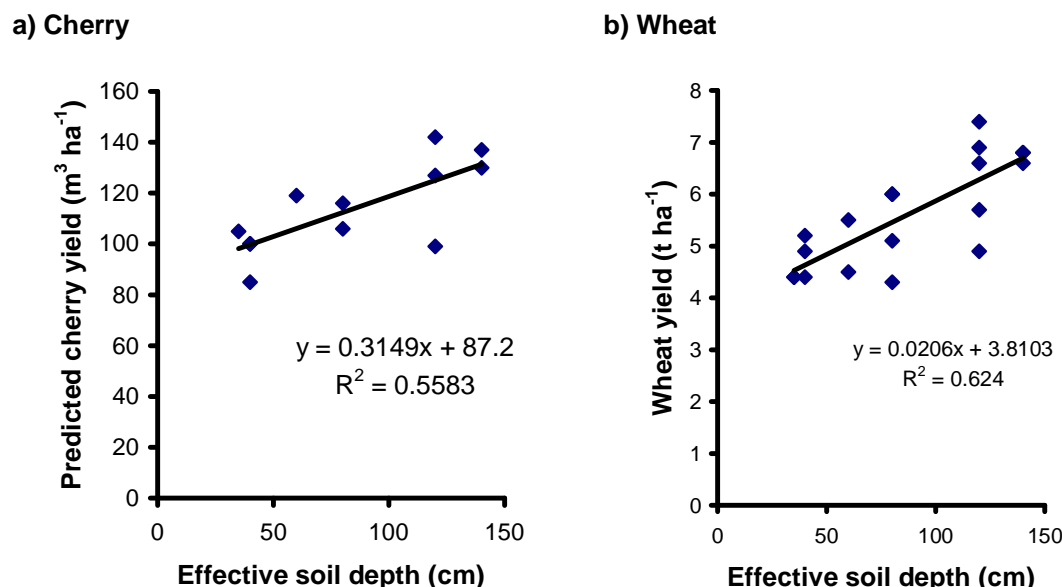 a) Cherry
Predicted cherry yield (m³ ha⁻¹)
160
140
120
100
80
60
40
20
0
y = 0.3149x + 87.2
R² = 0.5583
0 50 100 150
Effective soil depth (cm)
b) Wheat
Wheat yield (t ha⁻¹)
8
7
6
5
4
3
2
1
0
y = 0.0206x + 3.8103
R² = 0.624
0 50 100 150
Effective soil depth (cm)